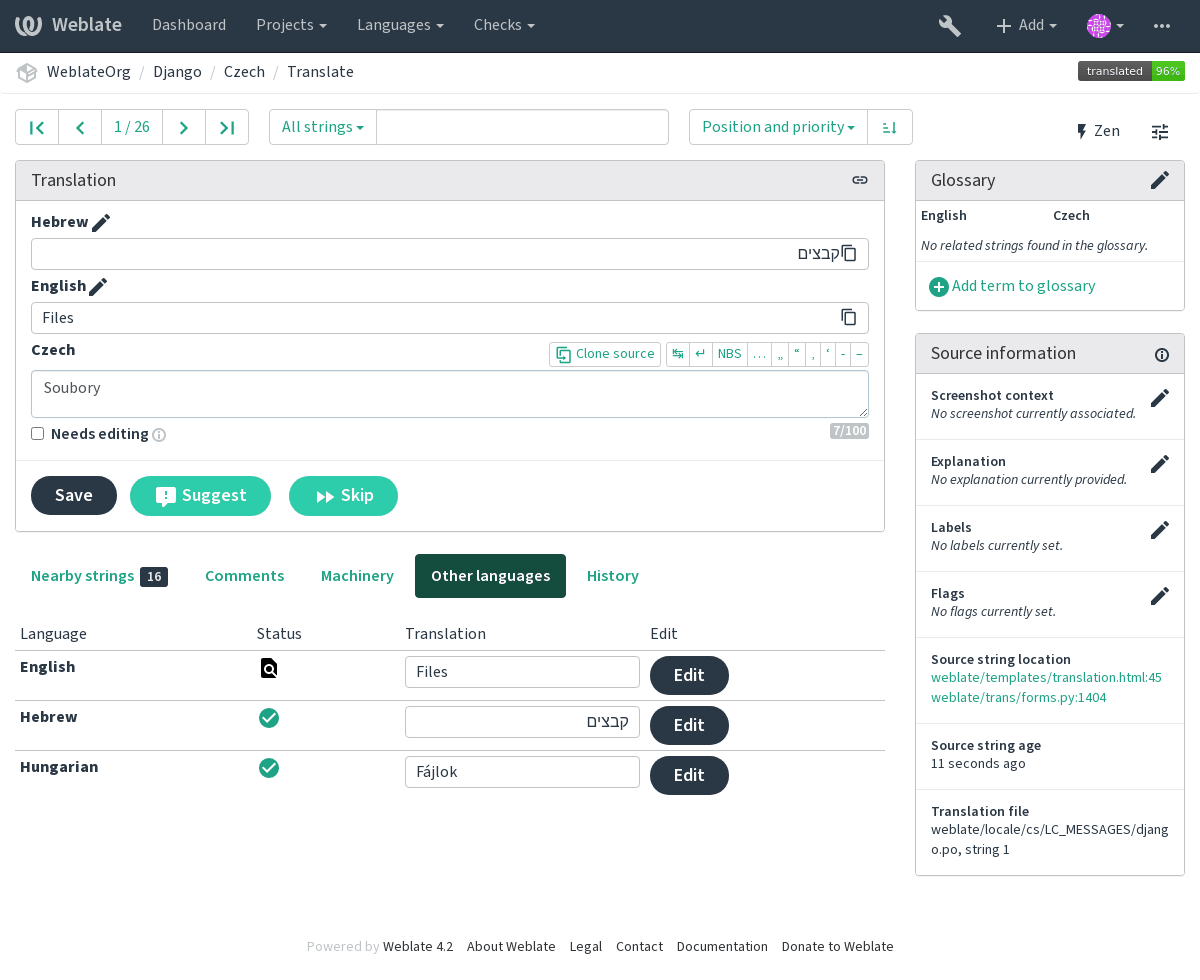 Weblate Dashboard Projects Languages Checks Add
WeblateOrg / Django / Czech / Translate translated 96%
1 / 26 All strings Position and priority Zen
Translation
Hebrew
קבצים
English
Files
Czech Clone source ↹ ↵ NBS … „ “ ‚ ‘ - –
Soubory
Needs editing 7/100
Save Suggest Skip
Nearby strings 16 Comments Machinery Other languages History
Language Status Translation Edit
English Files Edit
Hebrew קבצים Edit
Hungarian Fájlok Edit
Glossary
English Czech
No related strings found in the glossary.
Add term to glossary
Source information
Screenshot context
No screenshot currently associated.
Explanation
No explanation currently provided.
Labels
No labels currently set.
Flags
No flags currently set.
Source string location
weblate/templates/translation.html:45
weblate/trans/forms.py:1404
Source string age
11 seconds ago
Translation file
weblate/locale/cs/LC_MESSAGES/djang
o.po, string 1
Powered by Weblate 4.2 About Weblate Legal Contact Documentation Donate to Weblate